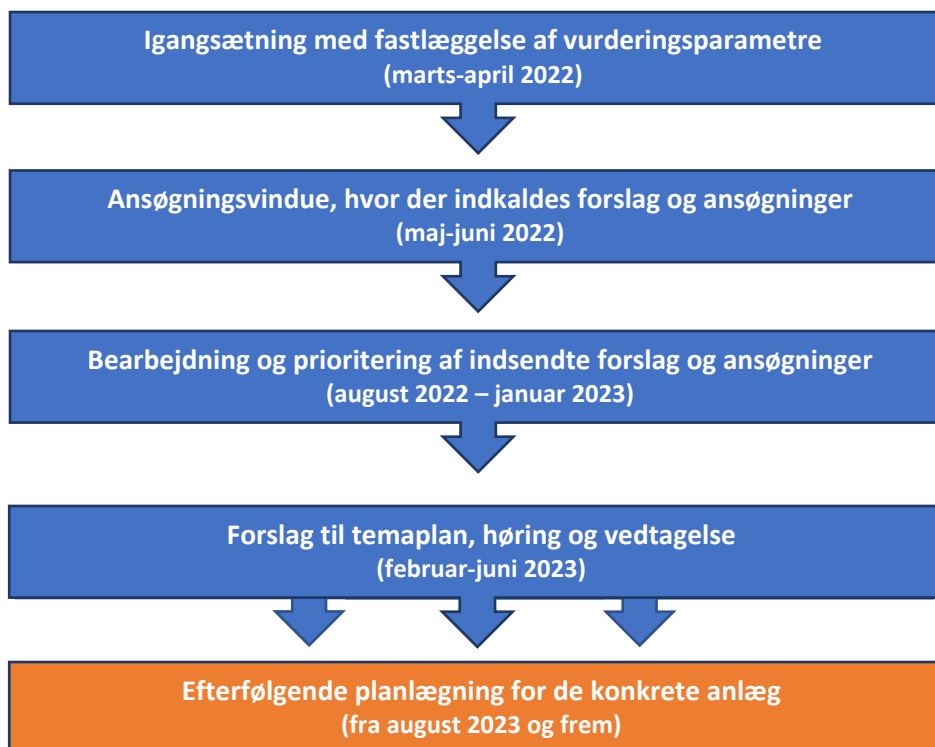 Igangsætning med fastlæggelse af vurderingsparametre
(marts-april 2022)
Ansøgningsvindue, hvor der indkaldes forslag og ansøgninger
(maj-juni 2022)
Bearbejdning og prioritering af indsendte forslag og ansøgninger
(august 2022 – januar 2023)
Forslag til temaplan, høring og vedtagelse
(februar-juni 2023)
Efterfølgende planlægning for de konkrete anlæg
(fra august 2023 og frem)